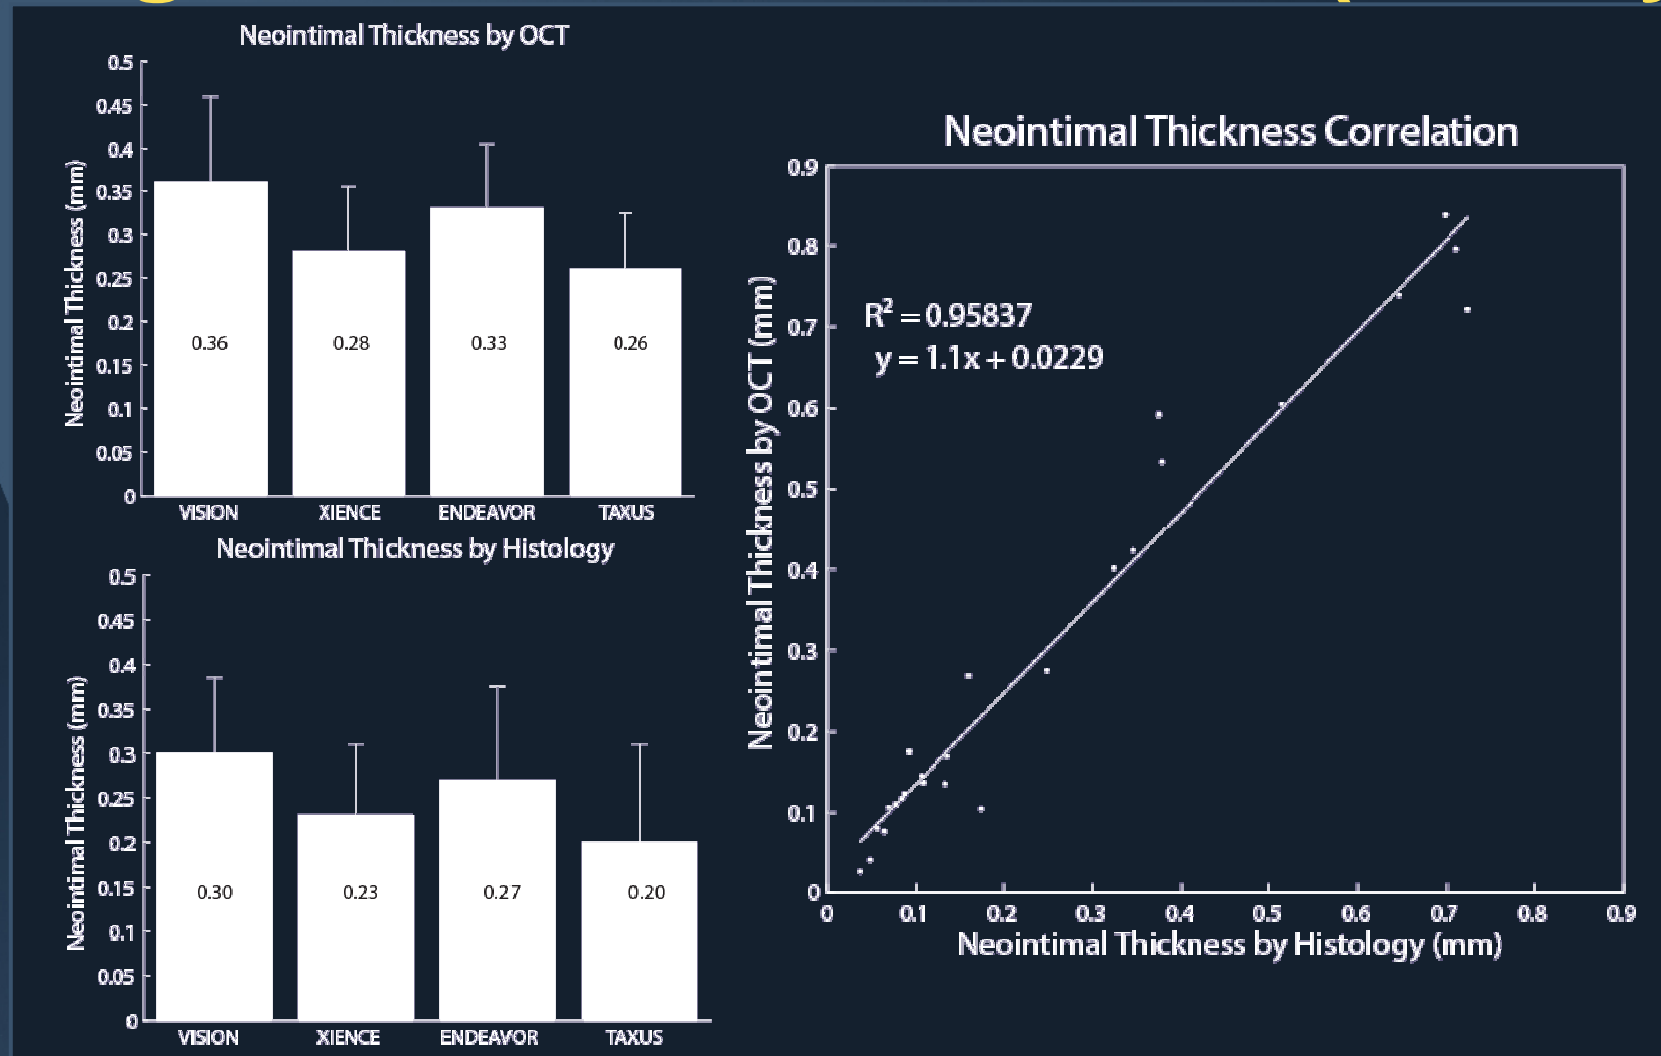 Neointimal Thickness by OCT
Neointimal Thickness (mm)
0.5
0.45
0.4
0.35
0.3
0.25
0.2
0.15
0.1
0.05
0
0.36
0.28
0.33
0.26
VISION
XIENCE
ENDEAVOR
TAXUS
Neointimal Thickness by Histology
Neointimal Thickness (mm)
0.5
0.45
0.4
0.35
0.3
0.25
0.2
0.15
0.1
0.05
0
0.30
0.23
0.27
0.20
VISION
XIENCE
ENDEAVOR
TAXUS
Neointimal Thickness Correlation
Neointimal Thickness by OCT (mm)
0.9
0.8
0.7
0.6
0.5
0.4
0.3
0.2
0.1
0
R² = 0.95837
y = 1.1x + 0.0229
0
0.1
0.2
0.3
0.4
0.5
0.6
0.7
0.8
0.9
Neointimal Thickness by Histology (mm)